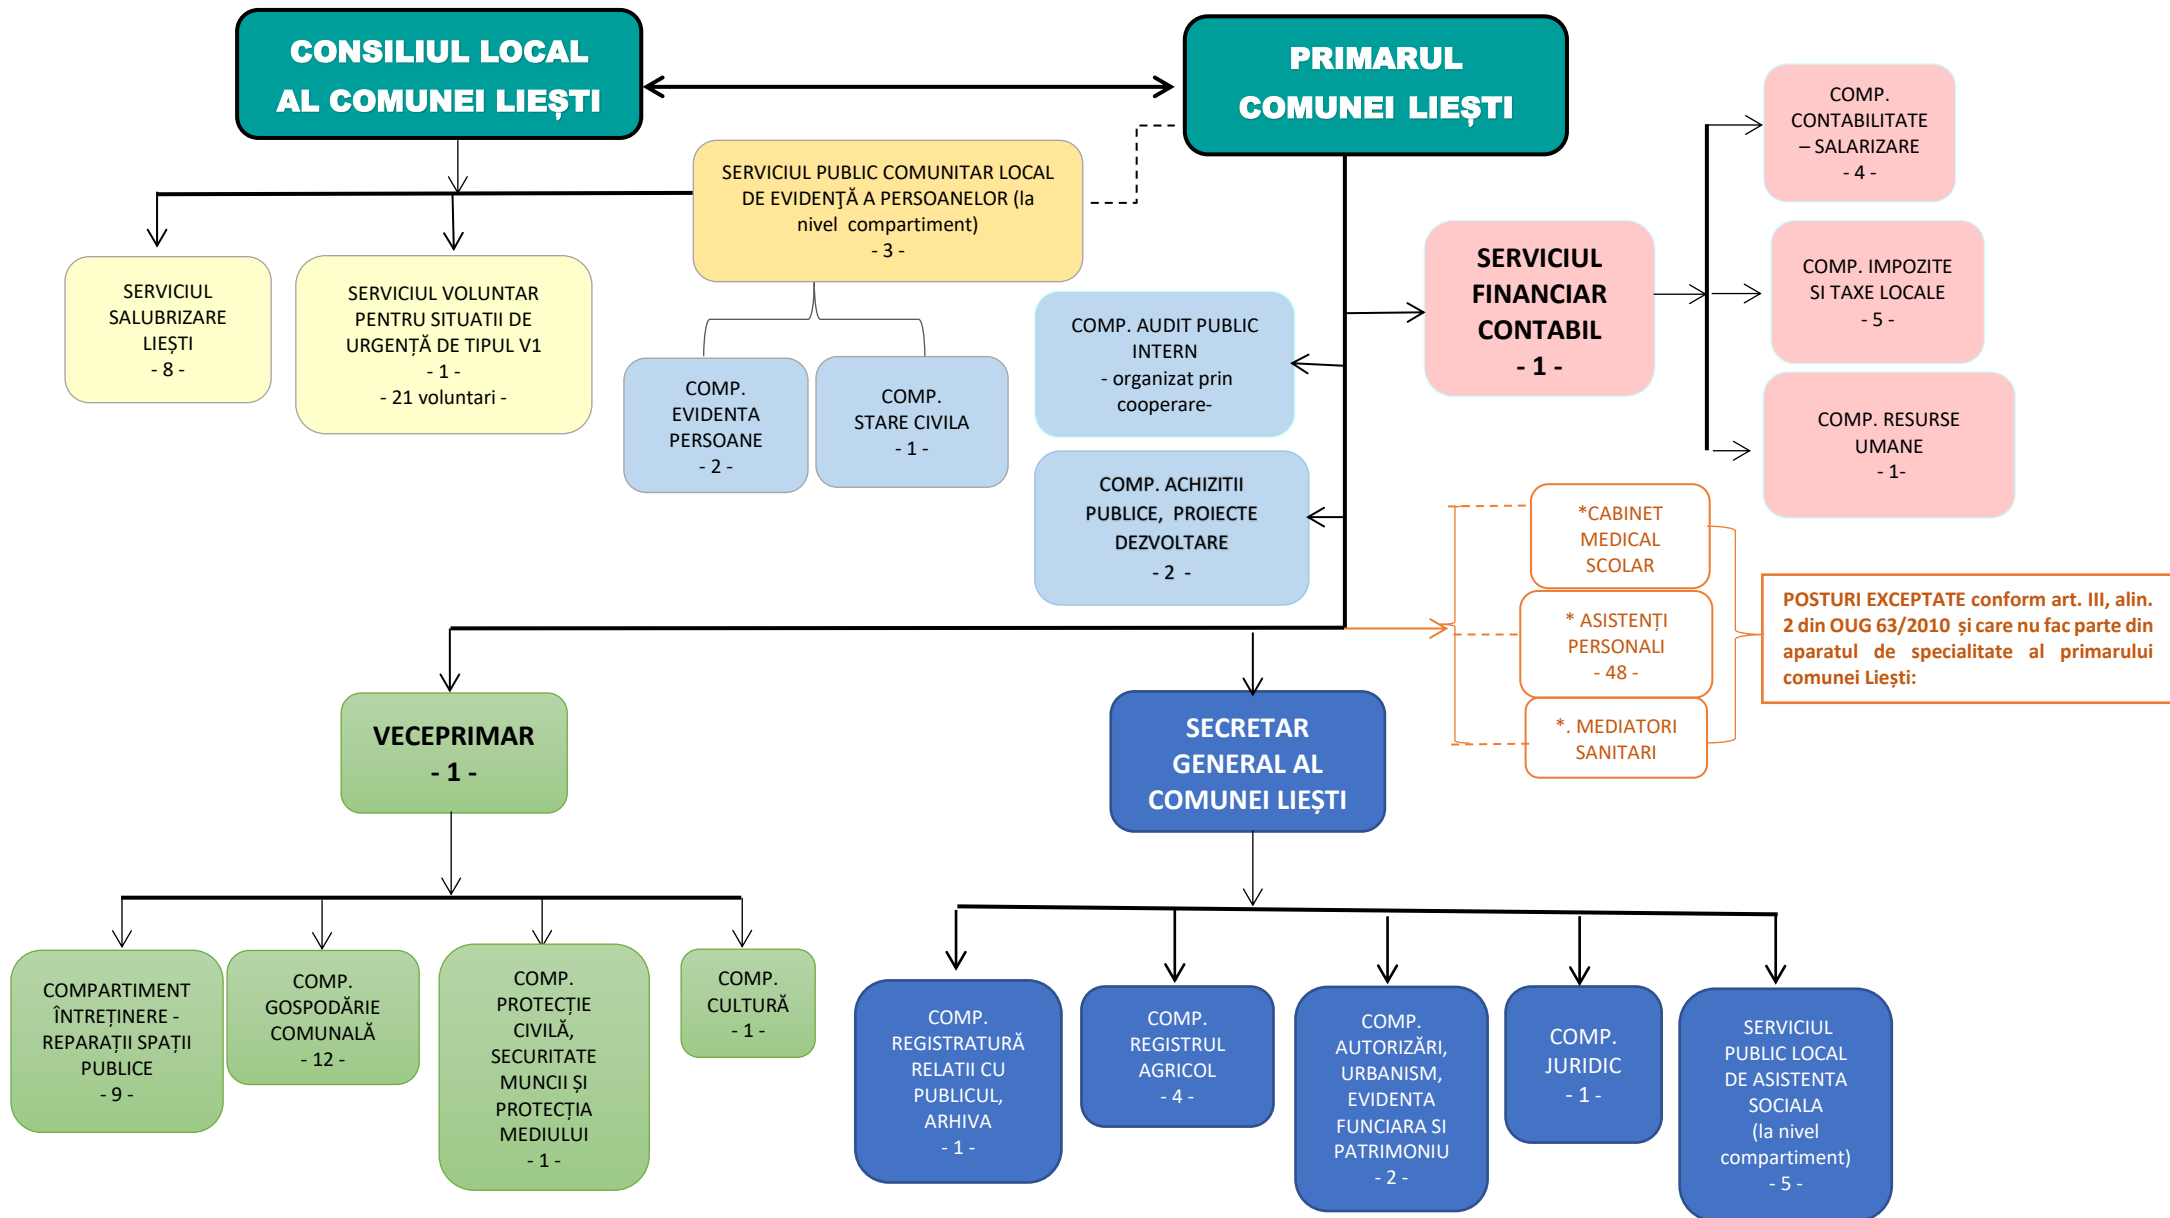 CONSILIUL LOCAL
AL COMUNEI LIEȘTI
PRIMARUL
COMUNEI LIEȘTI
SERVICIUL PUBLIC COMUNITAR LOCAL
DE EVIDENŢĂ A PERSOANELOR (la
nivel compartiment)
- 3 -
SERVICIUL
SALUBRIZARE
LIEȘTI
- 8 -
SERVICIUL VOLUNTAR
PENTRU SITUATII DE
URGENȚĂ DE TIPUL V1
- 1 -
- 21 voluntari -
COMP.
EVIDENTA
PERSOANE
- 2 -
COMP.
STARE CIVILA
- 1 -
COMP. AUDIT PUBLIC
INTERN
- organizat prin
cooperare-
COMP. ACHIZITII
PUBLICE, PROIECTE
DEZVOLTARE
- 2 -
SERVICIUL
FINANCIAR
CONTABIL
- 1 -
COMP.
CONTABILITATE
– SALARIZARE
- 4 -
COMP. IMPOZITE
SI TAXE LOCALE
- 5 -
COMP. RESURSE
UMANE
- 1-
*CABINET
MEDICAL
SCOLAR
* ASISTENȚI
PERSONALI
- 48 -
*. MEDIATORI
SANITARI
POSTURI EXCEPTATE conform art. III, alin.
2 din OUG 63/2010 și care nu fac parte din
aparatul de specialitate al primarului
comunei Liești:
VECEPRIMAR
- 1 -
SECRETAR
GENERAL AL
COMUNEI LIEȘTI
COMPARTIMENT
ÎNTREȚINERE -
REPARAȚII SPAȚII
PUBLICE
- 9 -
COMP.
GOSPODĂRIE
COMUNALĂ
- 12 -
COMP.
PROTECȚIE
CIVILĂ,
SECURITATE
MUNCII ȘI
PROTECȚIA
MEDIULUI
- 1 -
COMP.
CULTURĂ
- 1 -
COMP.
REGISTRATURĂ
RELATII CU
PUBLICUL,
ARHIVA
- 1 -
COMP.
REGISTRUL
AGRICOL
- 4 -
COMP.
AUTORIZĂRI,
URBANISM,
EVIDENTA
FUNCIARA SI
PATRIMONIU
- 2 -
COMP.
JURIDIC
- 1 -
SERVICIUL
PUBLIC LOCAL
DE ASISTENTA
SOCIALA
(la nivel
compartiment)
- 5 -